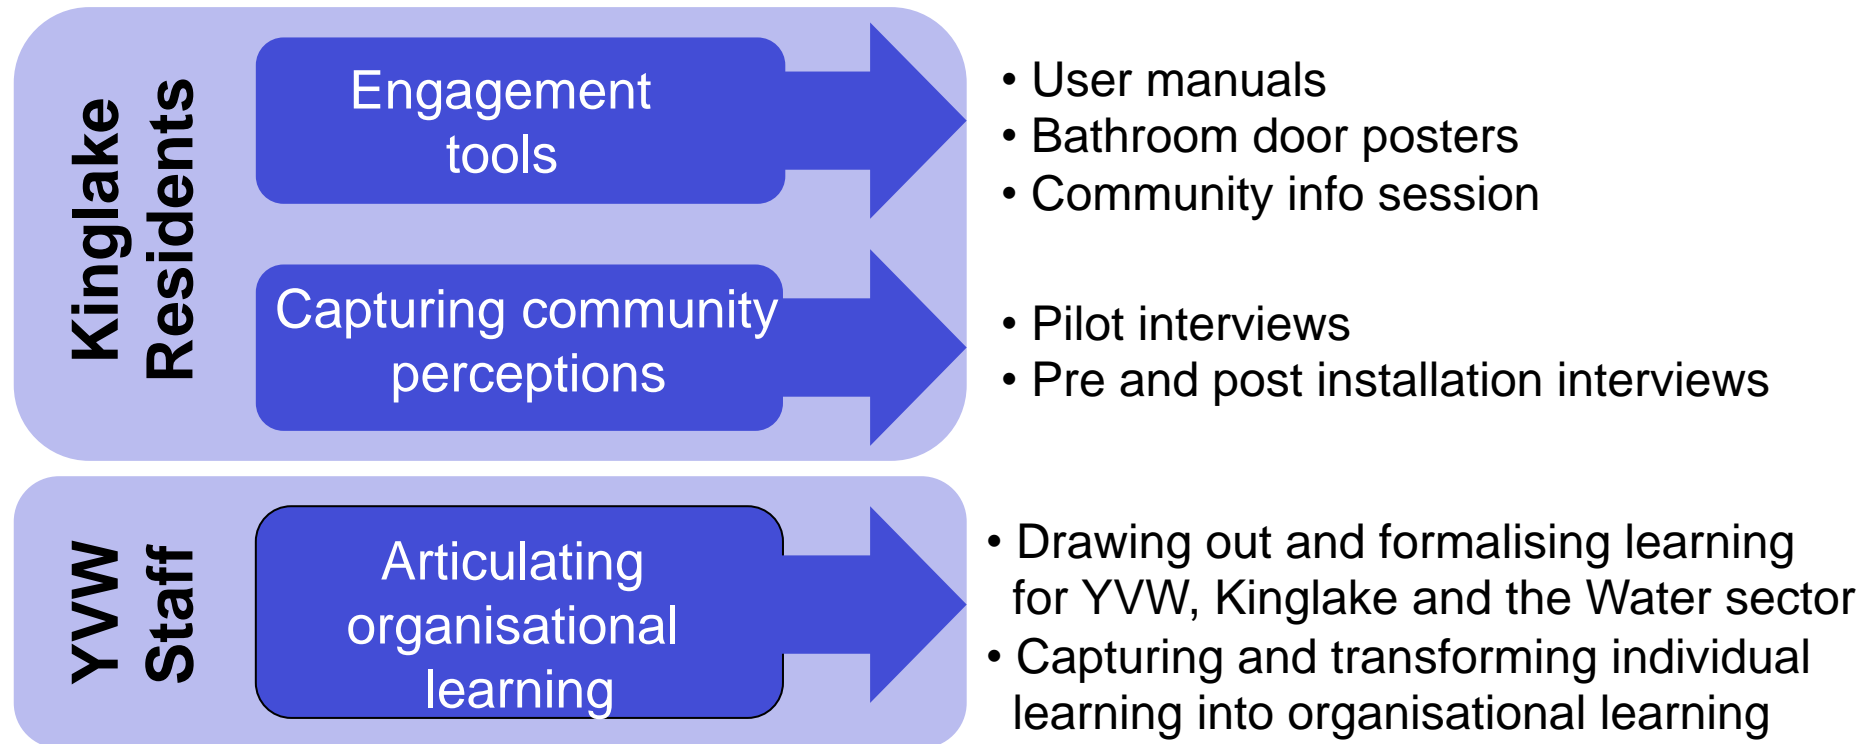 Kinglake
Residents
Engagement
tools
• User manuals
• Bathroom door posters
• Community info session
Capturing community
perceptions
• Pilot interviews
• Pre and post installation interviews
YVW
Staff
Articulating
organisational
learning
• Drawing out and formalising learning
for YVW, Kinglake and the Water sector
• Capturing and transforming individual
learning into organisational learning